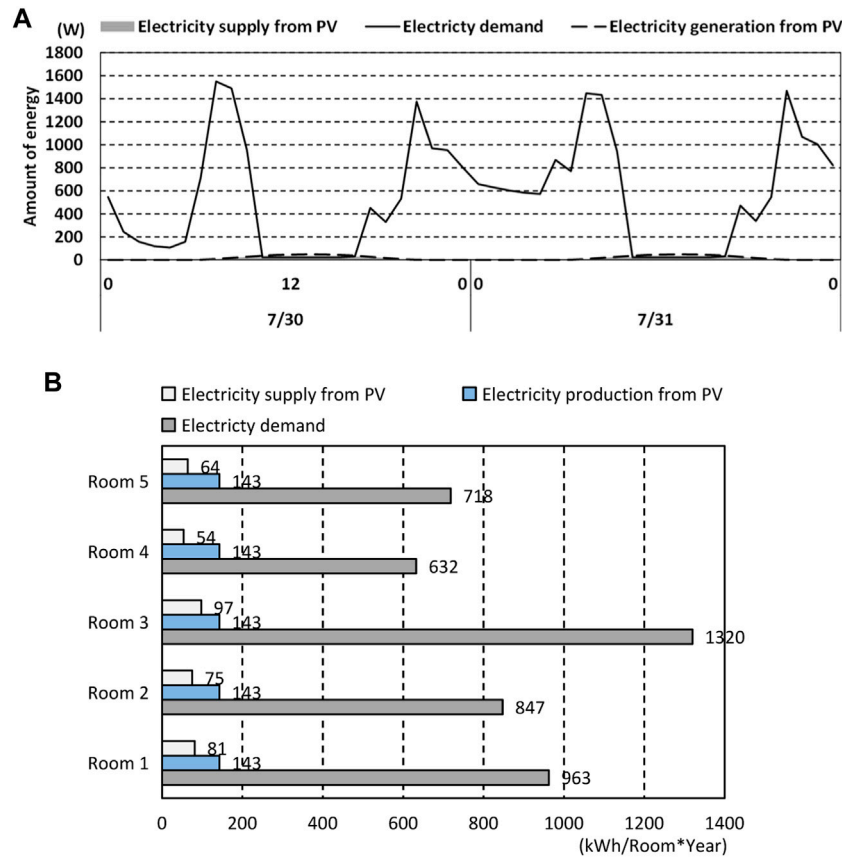 A
(W)
Electricity supply from PV
Electricty demand
Electricity generation from PV
1800
1600
1400
1200
1000
800
600
400
200
0
Amount of energy
0 12 0 0 0
7/30 7/31
B
Electricity supply from PV
Electricity production from PV
Electricty demand
Room 5
64
143
718
Room 4
54
143
632
Room 3
97
143
1320
Room 2
75
143
847
Room 1
81
143
963
0 200 400 600 800 1000 1200 1400
(kWh/Room*Year)